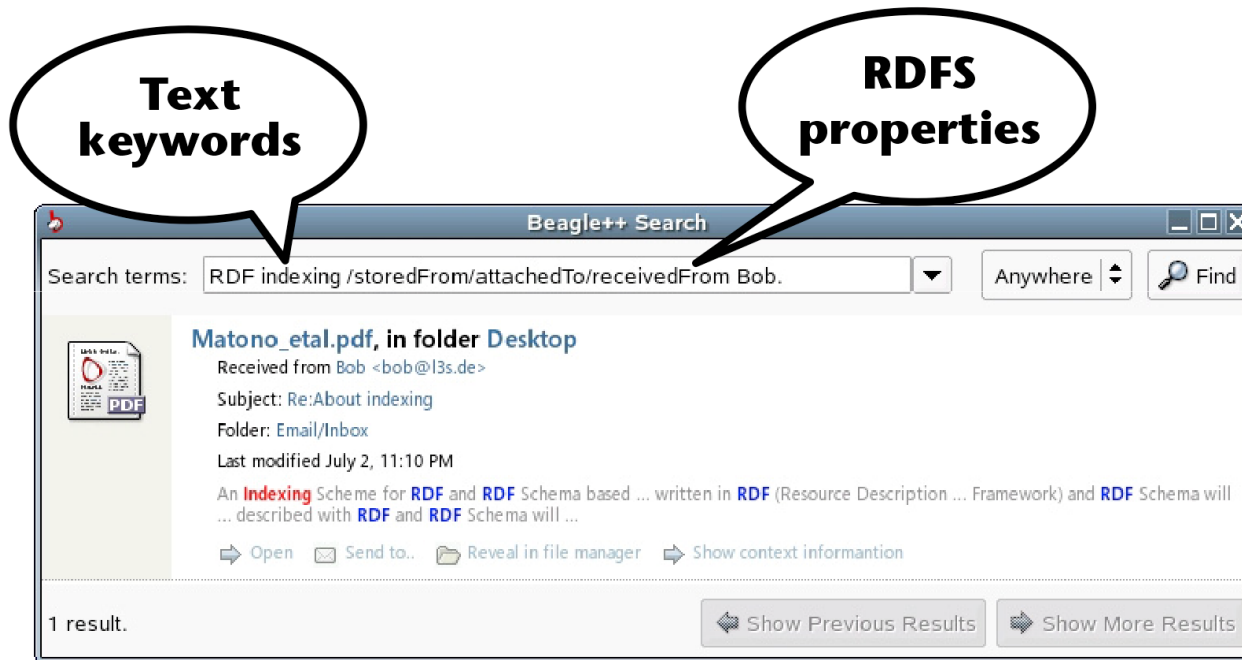 Text
keywords
RDFS
properties
Beagle++ Search
Search terms: RDF indexing /storedFrom/attachedTo/receivedFrom Bob. Anywhere Find
Matono_etal.pdf, in folder Desktop
Received from Bob <bob@l3s.de>
Subject: Re:About indexing
Folder: Email/Inbox
Last modified July 2, 11:10 PM
PDF
An Indexing Scheme for RDF and RDF Schema based ... written in RDF (Resource Description ... Framework) and RDF Schema will
... described with RDF and RDF Schema will ...
Open Send to.. Reveal in file manager Show context informantion
1 result. Show Previous Results Show More Results